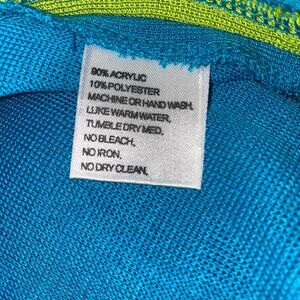 90% ACRYLIC
10% POLYESTER
MACHINE OR HAND WASH.
LUKE WARM WATER,
TUMBLE DRY MED,
NO BLEACH.
NO IRON,
NO DRY CLEAN,